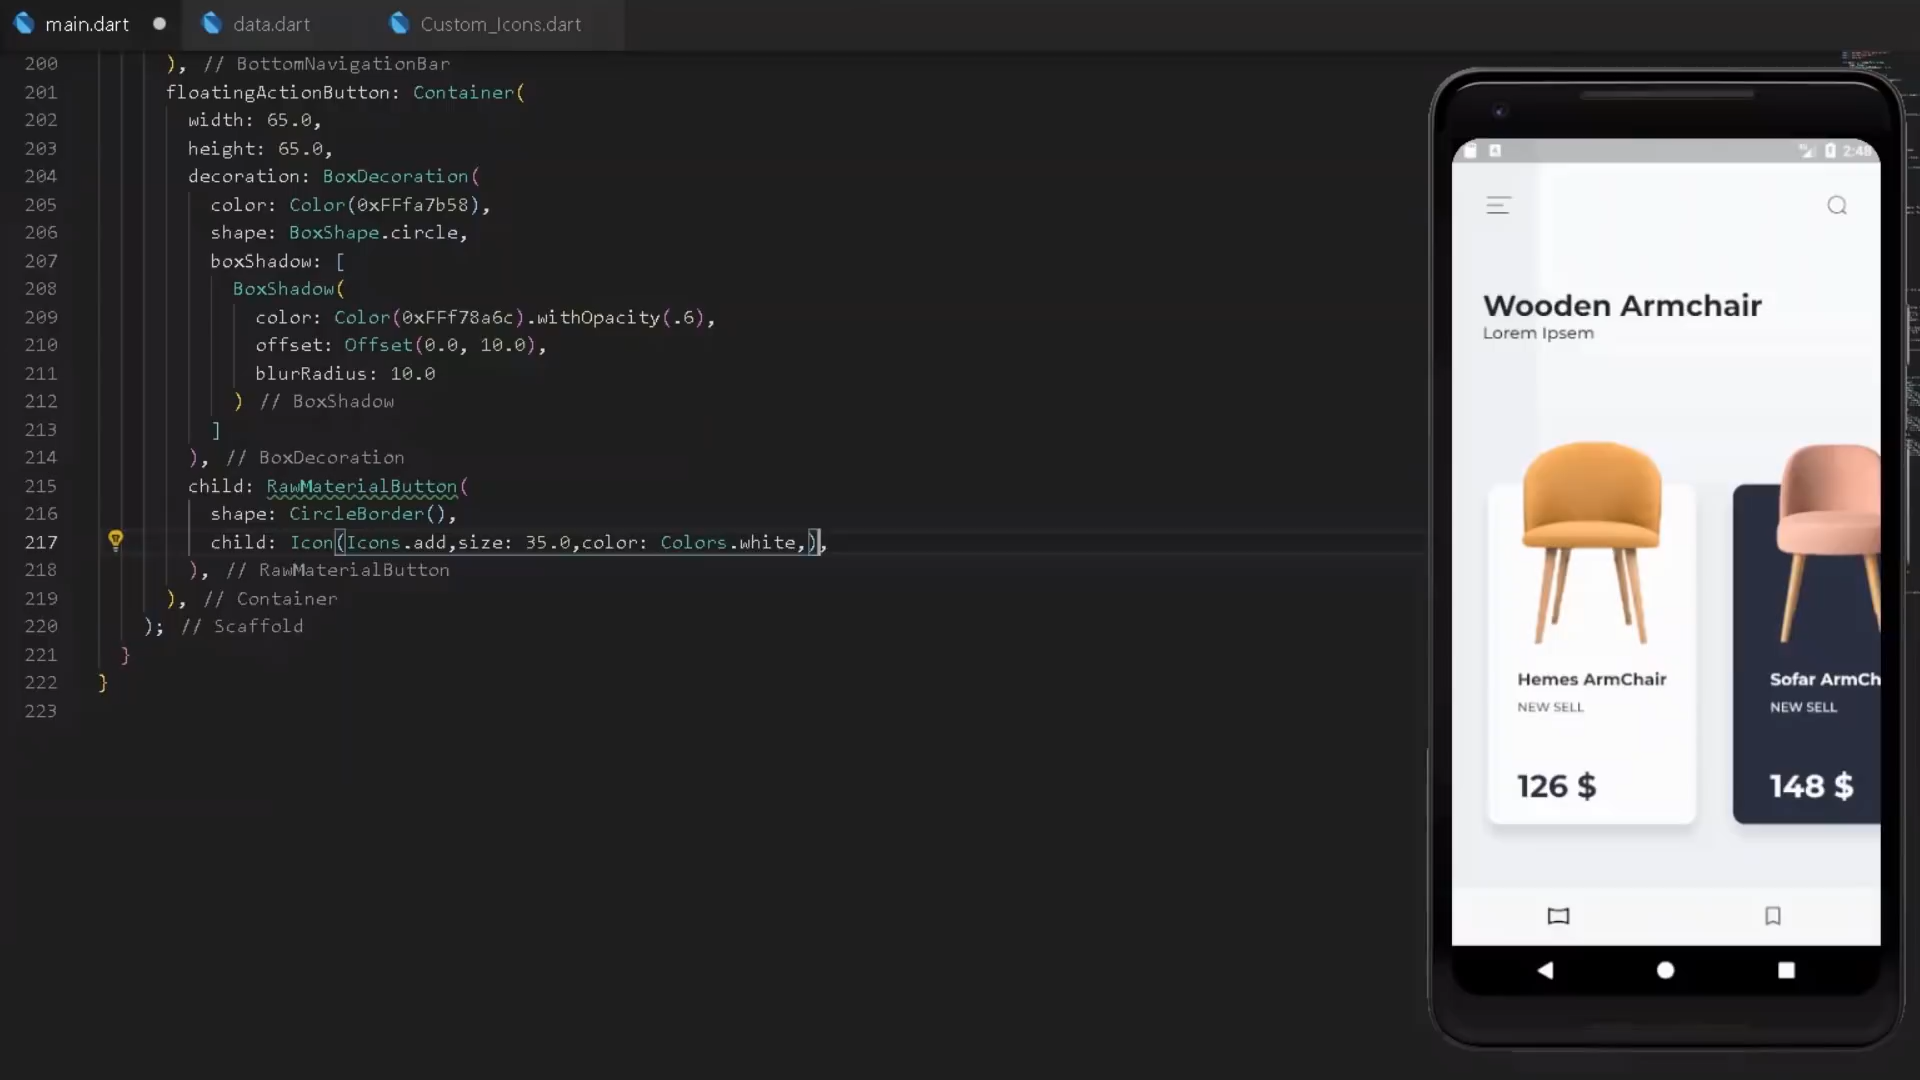 main.dart
data.dart
Custom_Icons.dart
200 ), // BottomNavigationBar
201 floatingActionButton: Container(
202 width: 65.0,
203 height: 65.0,
204 decoration: BoxDecoration(
205 color: Color(0xFFfa7b58),
206 shape: BoxShape.circle,
207 boxShadow: [
208 BoxShadow(
209 color: Color(0xFFf78a6c).withOpacity(.6),
210 offset: Offset(0.0, 10.0),
211 blurRadius: 10.0
212 ) // BoxShadow
213 ]
214 ), // BoxDecoration
215 child: RawMaterialButton(
216 shape: CircleBorder(),
217 child: Icon(Icons.add,size: 35.0,color: Colors.white,),
218 ), // RawMaterialButton
219 ), // Container
220 ); // Scaffold
221 }
222 }
223
2:48
Wooden Armchair
Lorem Ipsem
Hemes ArmChair
NEW SELL
126 $
Sofar ArmCh
NEW SELL
148 $